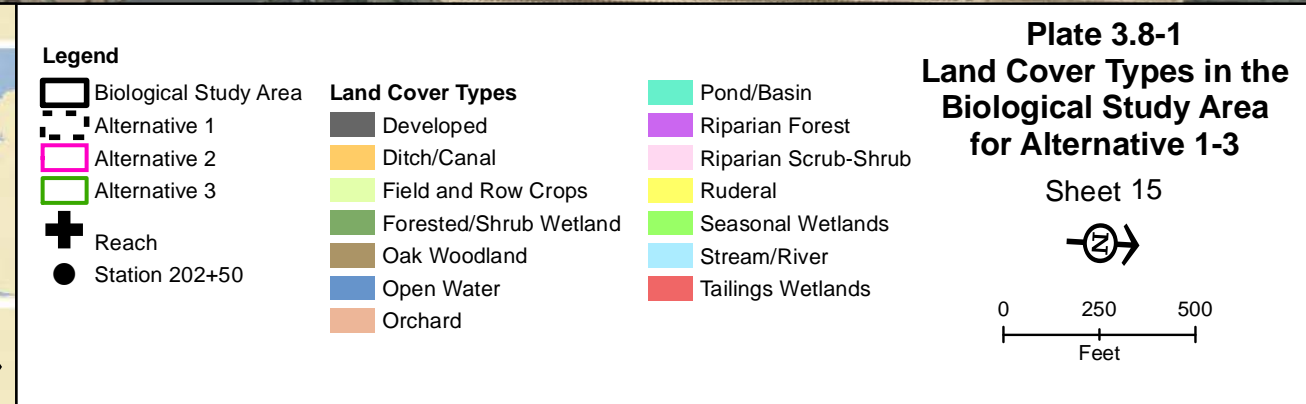 Legend
Biological Study Area
Alternative 1
Alternative 2
Alternative 3
Reach
Station 202+50
Land Cover Types
Developed
Ditch/Canal
Field and Row Crops
Forested/Shrub Wetland
Oak Woodland
Open Water
Orchard
Pond/Basin
Riparian Forest
Riparian Scrub-Shrub
Ruderal
Seasonal Wetlands
Stream/River
Tailings Wetlands
Plate 3.8-1
Land Cover Types in the
Biological Study Area
for Alternative 1-3
Sheet 15
N
0 250 500
Feet